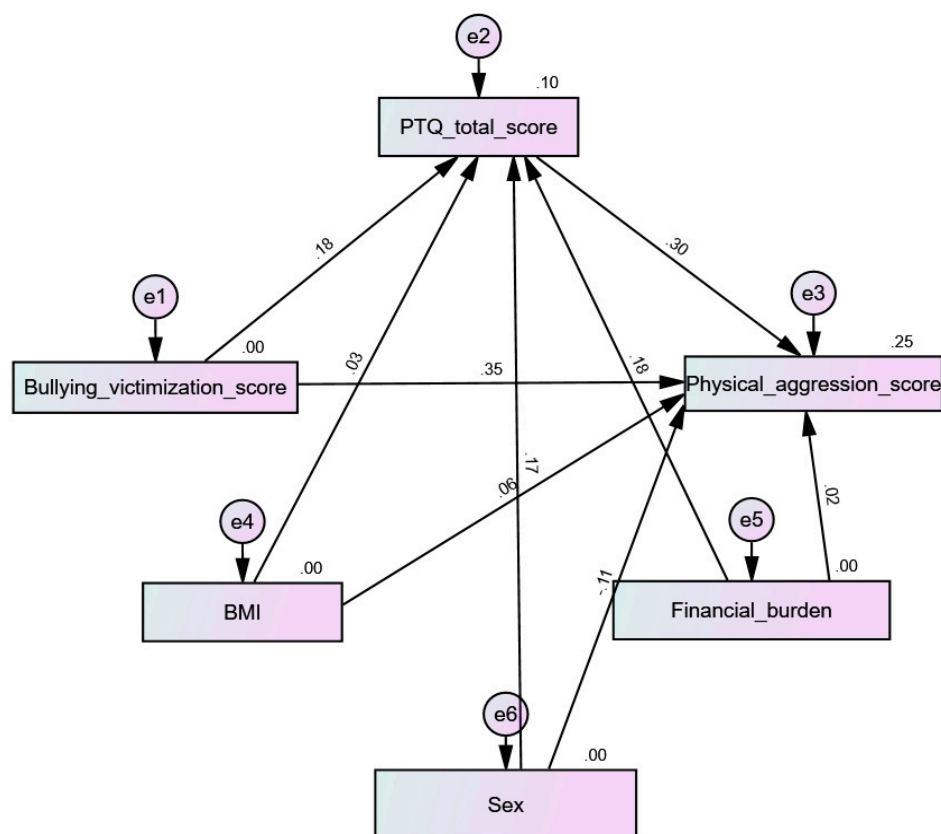 e2
.10
PTQ_total_score
.18
.30
e1
e3
.00
.03
.25
Bullying_victimization_score
.35
.18
Physical_aggression_score
.17
.06
.02
e4
e5
.00
-.11
.00
BMI
Financial_burden
e6
.00
Sex